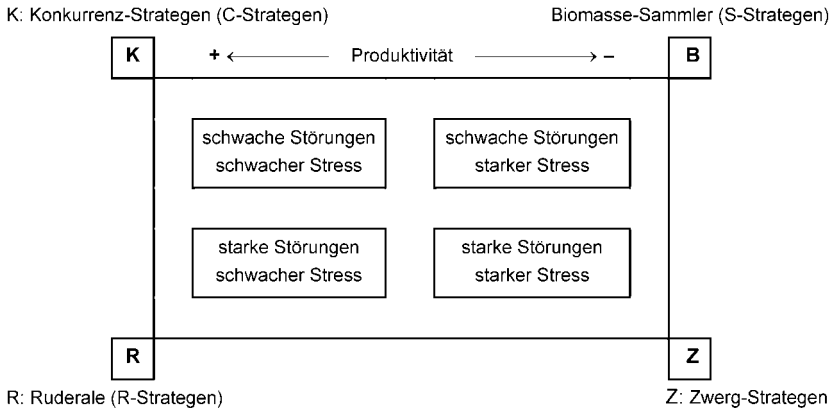 K: Konkurrenz-Strategen (C-Strategen)
Biomasse-Sammler (S-Strategen)
K
+ ← Produktivität → –
B
schwache Störungen
schwacher Stress
schwache Störungen
starker Stress
starke Störungen
schwacher Stress
starke Störungen
starker Stress
R
Z
R: Ruderale (R-Strategen)
Z: Zwerg-Strategen